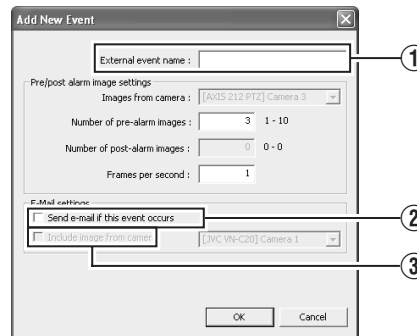 Add New Event
External event name :
1
Pre/post alarm image settings
Images from camera : [AXIS 212 PTZ] Camera 3
Number of pre-alarm images : 3 1 - 10
Number of post-alarm images : 0 0 - 0
Frames per second : 1
E-Mail settings
Send e-mail if this event occurs
2
Include image from camer [JVC VN-C20] Camera 1
3
OK Cancel